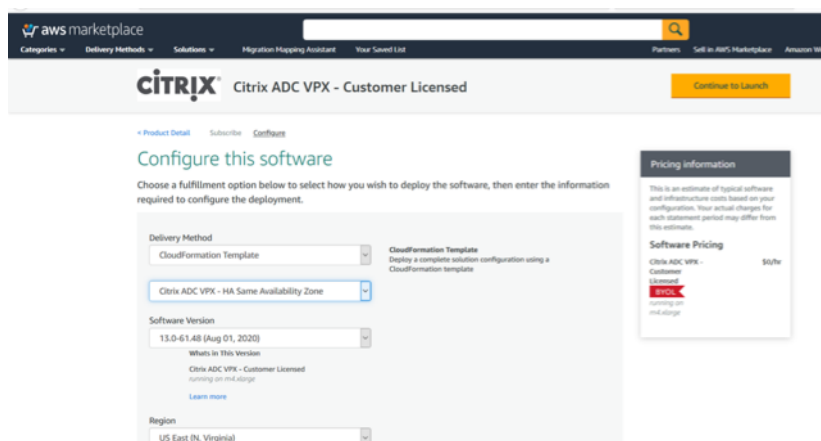 aws marketplace
Categories Delivery Methods Solutions Migration Mapping Assistant Your Saved List Partners Sell in AWS Marketplace Amazon W
CİTRIX Citrix ADC VPX - Customer Licensed Continue to Launch
< Product Detail Subscribe Configure
Configure this software
Choose a fulfillment option below to select how you wish to deploy the software, then enter the information
required to configure the deployment.
Delivery Method
CloudFormation Template
Citrix ADC VPX - HA Same Availability Zone
CloudFormation Template
Deploy a complete solution configuration using a
CloudFormation template
Software Version
13.0-61.48 (Aug 01, 2020)
Whats in This Version
Citrix ADC VPX - Customer Licensed
running on m4.xlarge
Learn more
Region
US East (N. Virginia)
Pricing information
This is an estimate of typical software
and infrastructure costs based on your
configuration. Your actual charges for
each statement period may differ from
this estimate.
Software Pricing
Citrix ADC VPX - $0/hr
Customer
Licensed
BYOL
running on
m4.xlarge